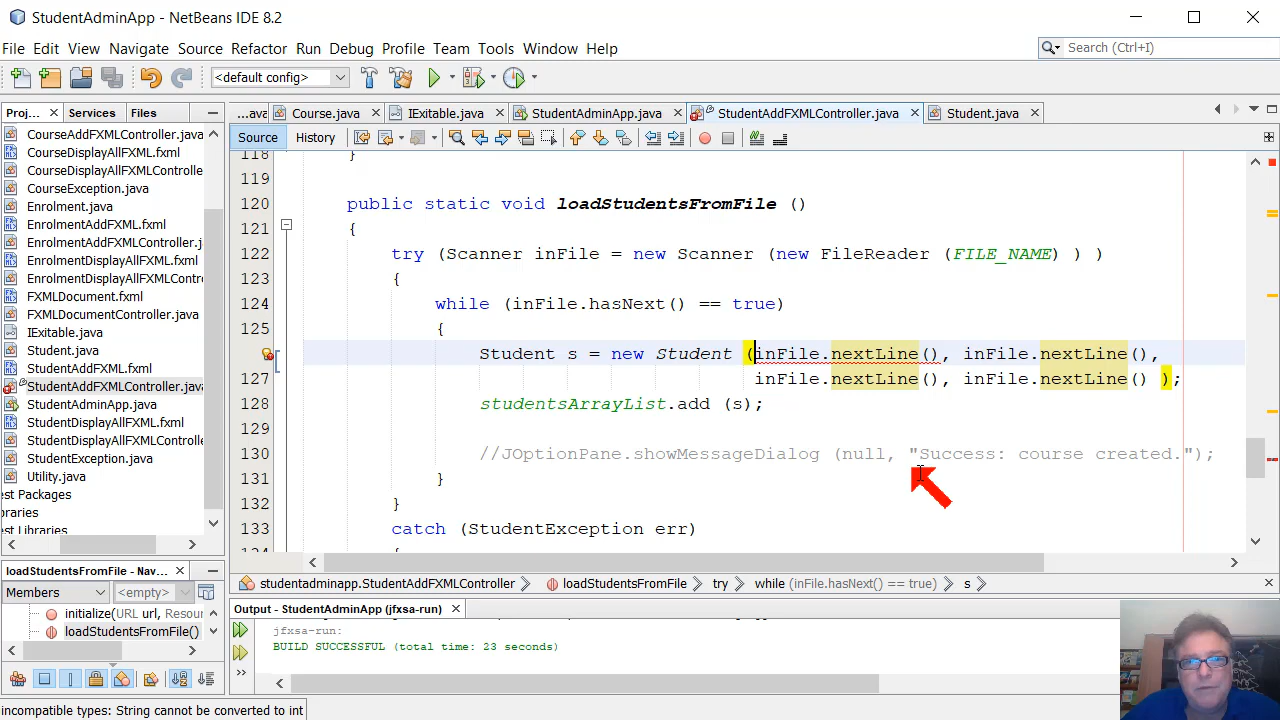 StudentAdminApp - NetBeans IDE 8.2
File Edit View Navigate Source Refactor Run Debug Profile Team Tools Window Help
Search (Ctrl+I)
<default config>
Proj... Services Files
...ava Course.java IExitable.java StudentAdminApp.java StudentAddFXMLController.java Student.java
Source History
CourseAddFXMLController.java
CourseDisplayAllFXML.fxml
CourseDisplayAllFXMLControlle
CourseException.java
Enrolment.java
EnrolmentAddFXML.fxml
EnrolmentAddFXMLController.j
EnrolmentDisplayAllFXML.fxml
EnrolmentDisplayAllFXMLContr
FXMLDocument.fxml
FXMLDocumentController.java
IExitable.java
Student.java
StudentAddFXML.fxml
StudentAddFXMLController.java
StudentAdminApp.java
StudentDisplayAllFXML.fxml
StudentDisplayAllFXMLControlle
StudentException.java
Utility.java
est Packages
ibraries
est Libraries
118 }
119
120 public static void loadStudentsFromFile ()
121 {
122 try (Scanner inFile = new Scanner (new FileReader (FILE_NAME) ) )
123 {
124 while (inFile.hasNext() == true)
125 {
Student s = new Student (inFile.nextLine(), inFile.nextLine(),
127 inFile.nextLine(), inFile.nextLine() );
128 studentsArrayList.add (s);
129
130 //JOptionPane.showMessageDialog (null, "Success: course created.");
131 }
132 }
133 catch (StudentException err)
134 {
loadStudentsFromFile - Nav...
Members <empty>
initialize(URL url, Resour
loadStudentsFromFile()
studentadminapp.StudentAddFXMLController loadStudentsFromFile try while (inFile.hasNext() == true) s
Output - StudentAdminApp (jfxsa-run)
jfxsa-run:
BUILD SUCCESSFUL (total time: 23 seconds)
incompatible types: String cannot be converted to int